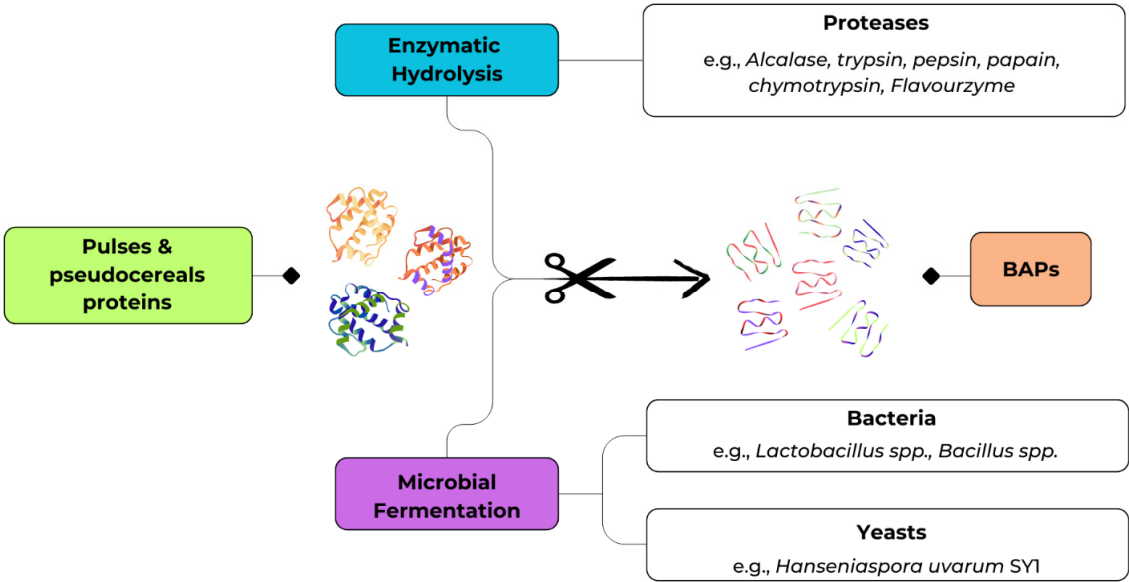 Enzymatic
Hydrolysis
Proteases
e.g., Alcalase, trypsin, pepsin, papain,
chymotrypsin, Flavourzyme
Pulses &
pseudocereals
proteins
BAPs
Microbial
Fermentation
Bacteria
e.g., Lactobacillus spp., Bacillus spp.
Yeasts
e.g., Hanseniaspora uvarum SY1